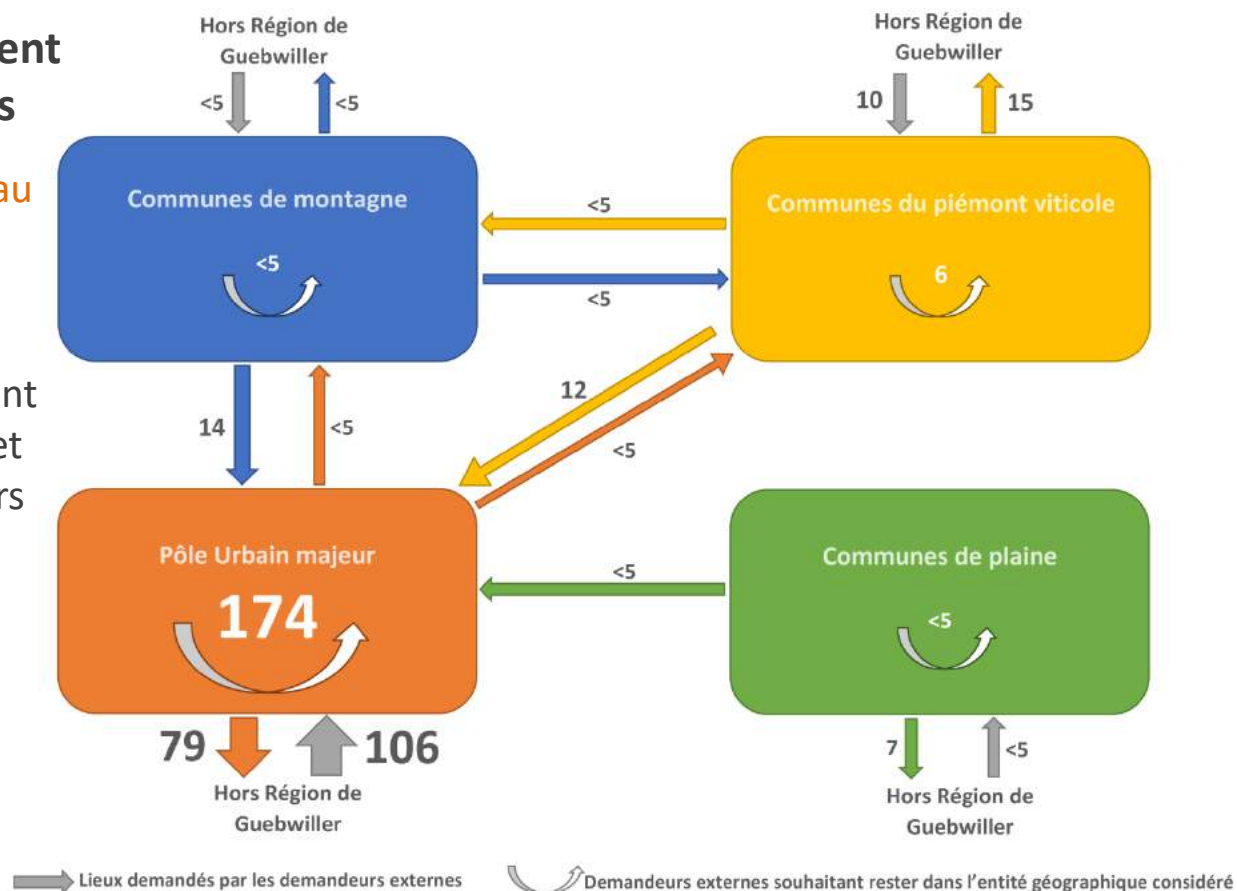 ent
s
au
nt
et
rs
Hors Région de
Guebwiller
<5
<5
Hors Région de
Guebwiller
10
15
Communes de montagne
<5
<5
<5
Communes du piémont viticole
6
14
<5
12
<5
Pôle Urbain majeur
174
<5
Communes de plaine
<5
79
106
Hors Région de
Guebwiller
7
<5
Hors Région de
Guebwiller
Lieux demandés par les demandeurs externes
Demandeurs externes souhaitant rester dans l'entité géographique considéré